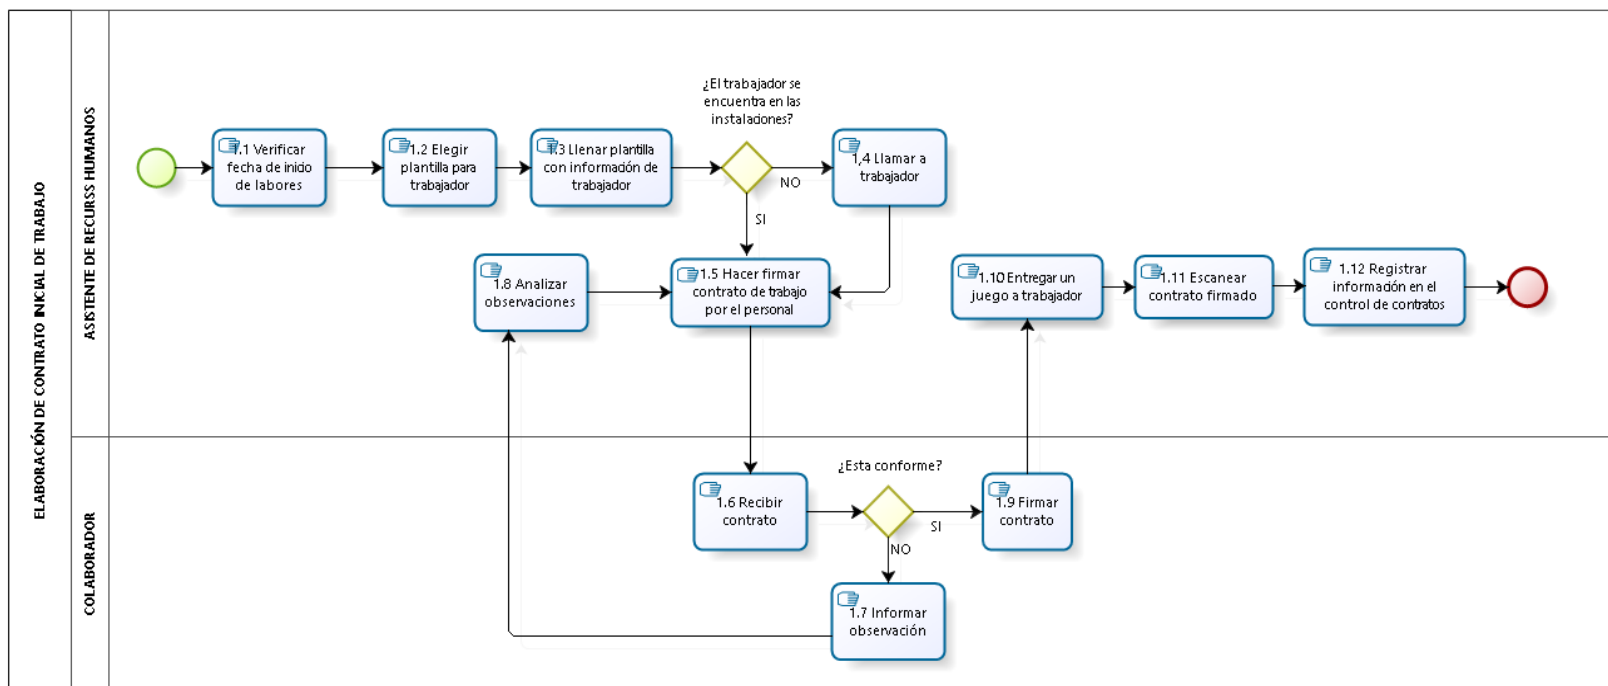 ELABORACIÓN DE CONTRATO INICIAL DE TRABAJO
ASISTENTE DE RECURSS HUMANOS
¿El trabajador se
encuentra en las
instalaciones?
1.1 Verificar
fecha de inicio
de labores
1.2 Elegir
plantilla para
trabajador
1.3 Llenar plantilla
con información de
trabajador
NO
SI
1,4 Llamar a
trabajador
1.8 Analizar
observaciones
1.5 Hacer firmar
contrato de trabajo
por el personal
1.10 Entregar un
juego a trabajador
1.11 Escanear
contrato firmado
1.12 Registrar
información en el
control de contratos
COLABORADOR
1.6 Recibir
contrato
¿Esta conforme?
SI
NO
1.9 Firmar
contrato
1.7 Informar
observación